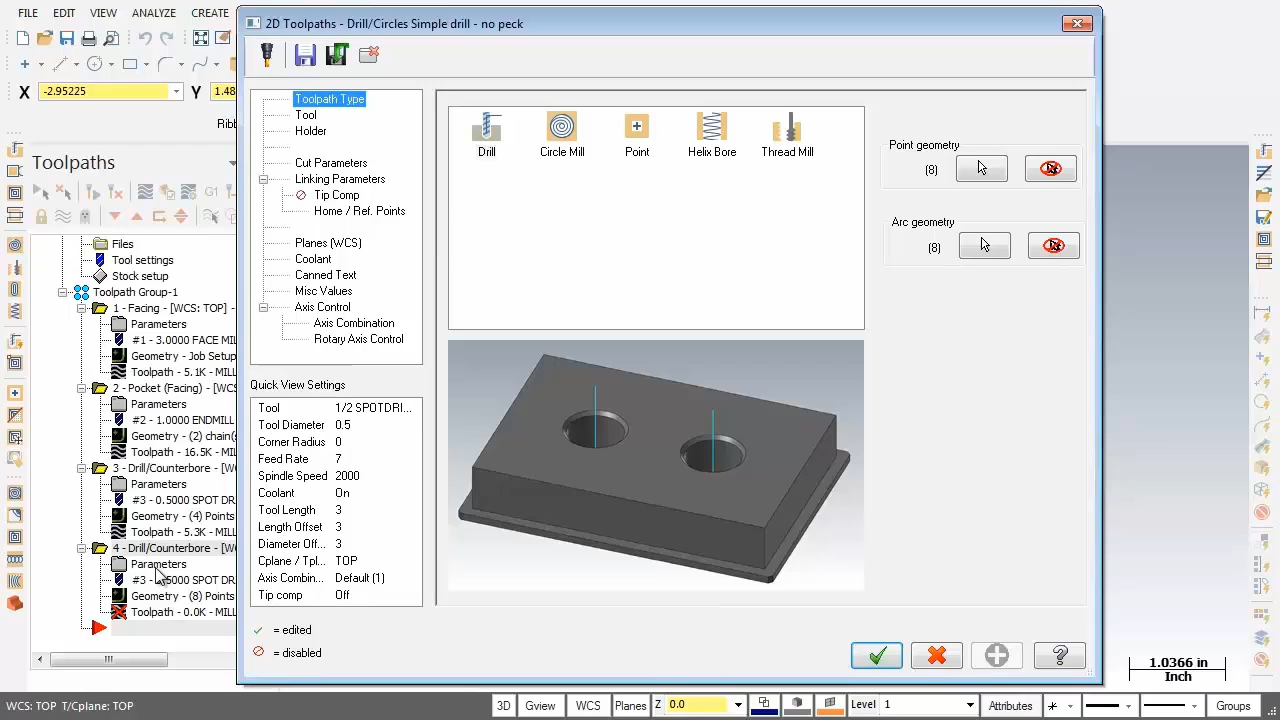 FILE EDIT VIEW ANALYZE CREATE
2D Toolpaths - Drill/Circles Simple drill - no peck
X -2.95225 Y 1.48
Ribb
Toolpaths
G1
Files
Tool settings
Stock setup
Toolpath Group-1
1 - Facing - [WCS: TOP] -
Parameters
#1 - 3.0000 FACE MI
Geometry - Job Setup
Toolpath - 5.1K - MILL
2 - Pocket (Facing) - [WCS
Parameters
#2 - 1.0000 ENDMILL
Geometry - (2) chain(s
Toolpath - 16.5K - MILL
3 - Drill/Counterbore - [WC
Parameters
#3 - 0.5000 SPOT DR
Geometry - (4) Points
Toolpath - 5.3K - MILL
4 - Drill/Counterbore - [WC
Parameters
#3 - 0.5000 SPOT DR
Geometry - (8) Points
Toolpath - 0.0K - MILL
Toolpath Type
Tool
Holder
Cut Parameters
Linking Parameters
Tip Comp
Home / Ref. Points
Planes (WCS)
Coolant
Canned Text
Misc Values
Axis Control
Axis Combination
Rotary Axis Control
Quick View Settings
Tool 1/2 SPOTDRI...
Tool Diameter 0.5
Corner Radius 0
Feed Rate 7
Spindle Speed 2000
Coolant On
Tool Length 3
Length Offset 3
Diameter Off... 3
Cplane / Tpl... TOP
Axis Combin... Default (1)
Tip comp Off
= edited
= disabled
Drill Circle Mill Point Helix Bore Thread Mill
Point geometry
(8)
Arc geometry
(8)
?
1.0366 in
Inch
WCS: TOP T/Cplane: TOP
3D Gview WCS Planes Z 0.0 Level 1 Attributes Groups